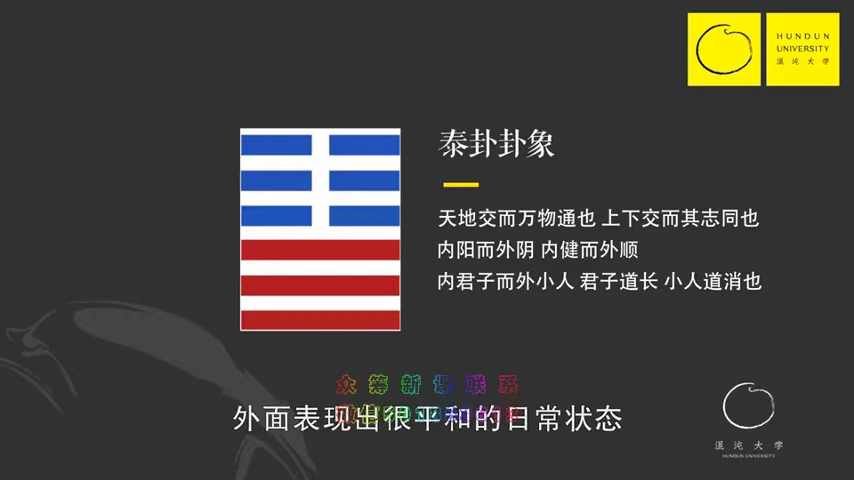 HUNDUN
UNIVERSITY
混沌大学
泰卦卦象
天地交而万物通也 上下交而其志同也
内阳而外阴 内健而外顺
内君子而外小人 君子道长 小人道消也
众筹新课联系
外面表现出很平和的日常状态
混沌大学
HUNDUN UNIVERSITY